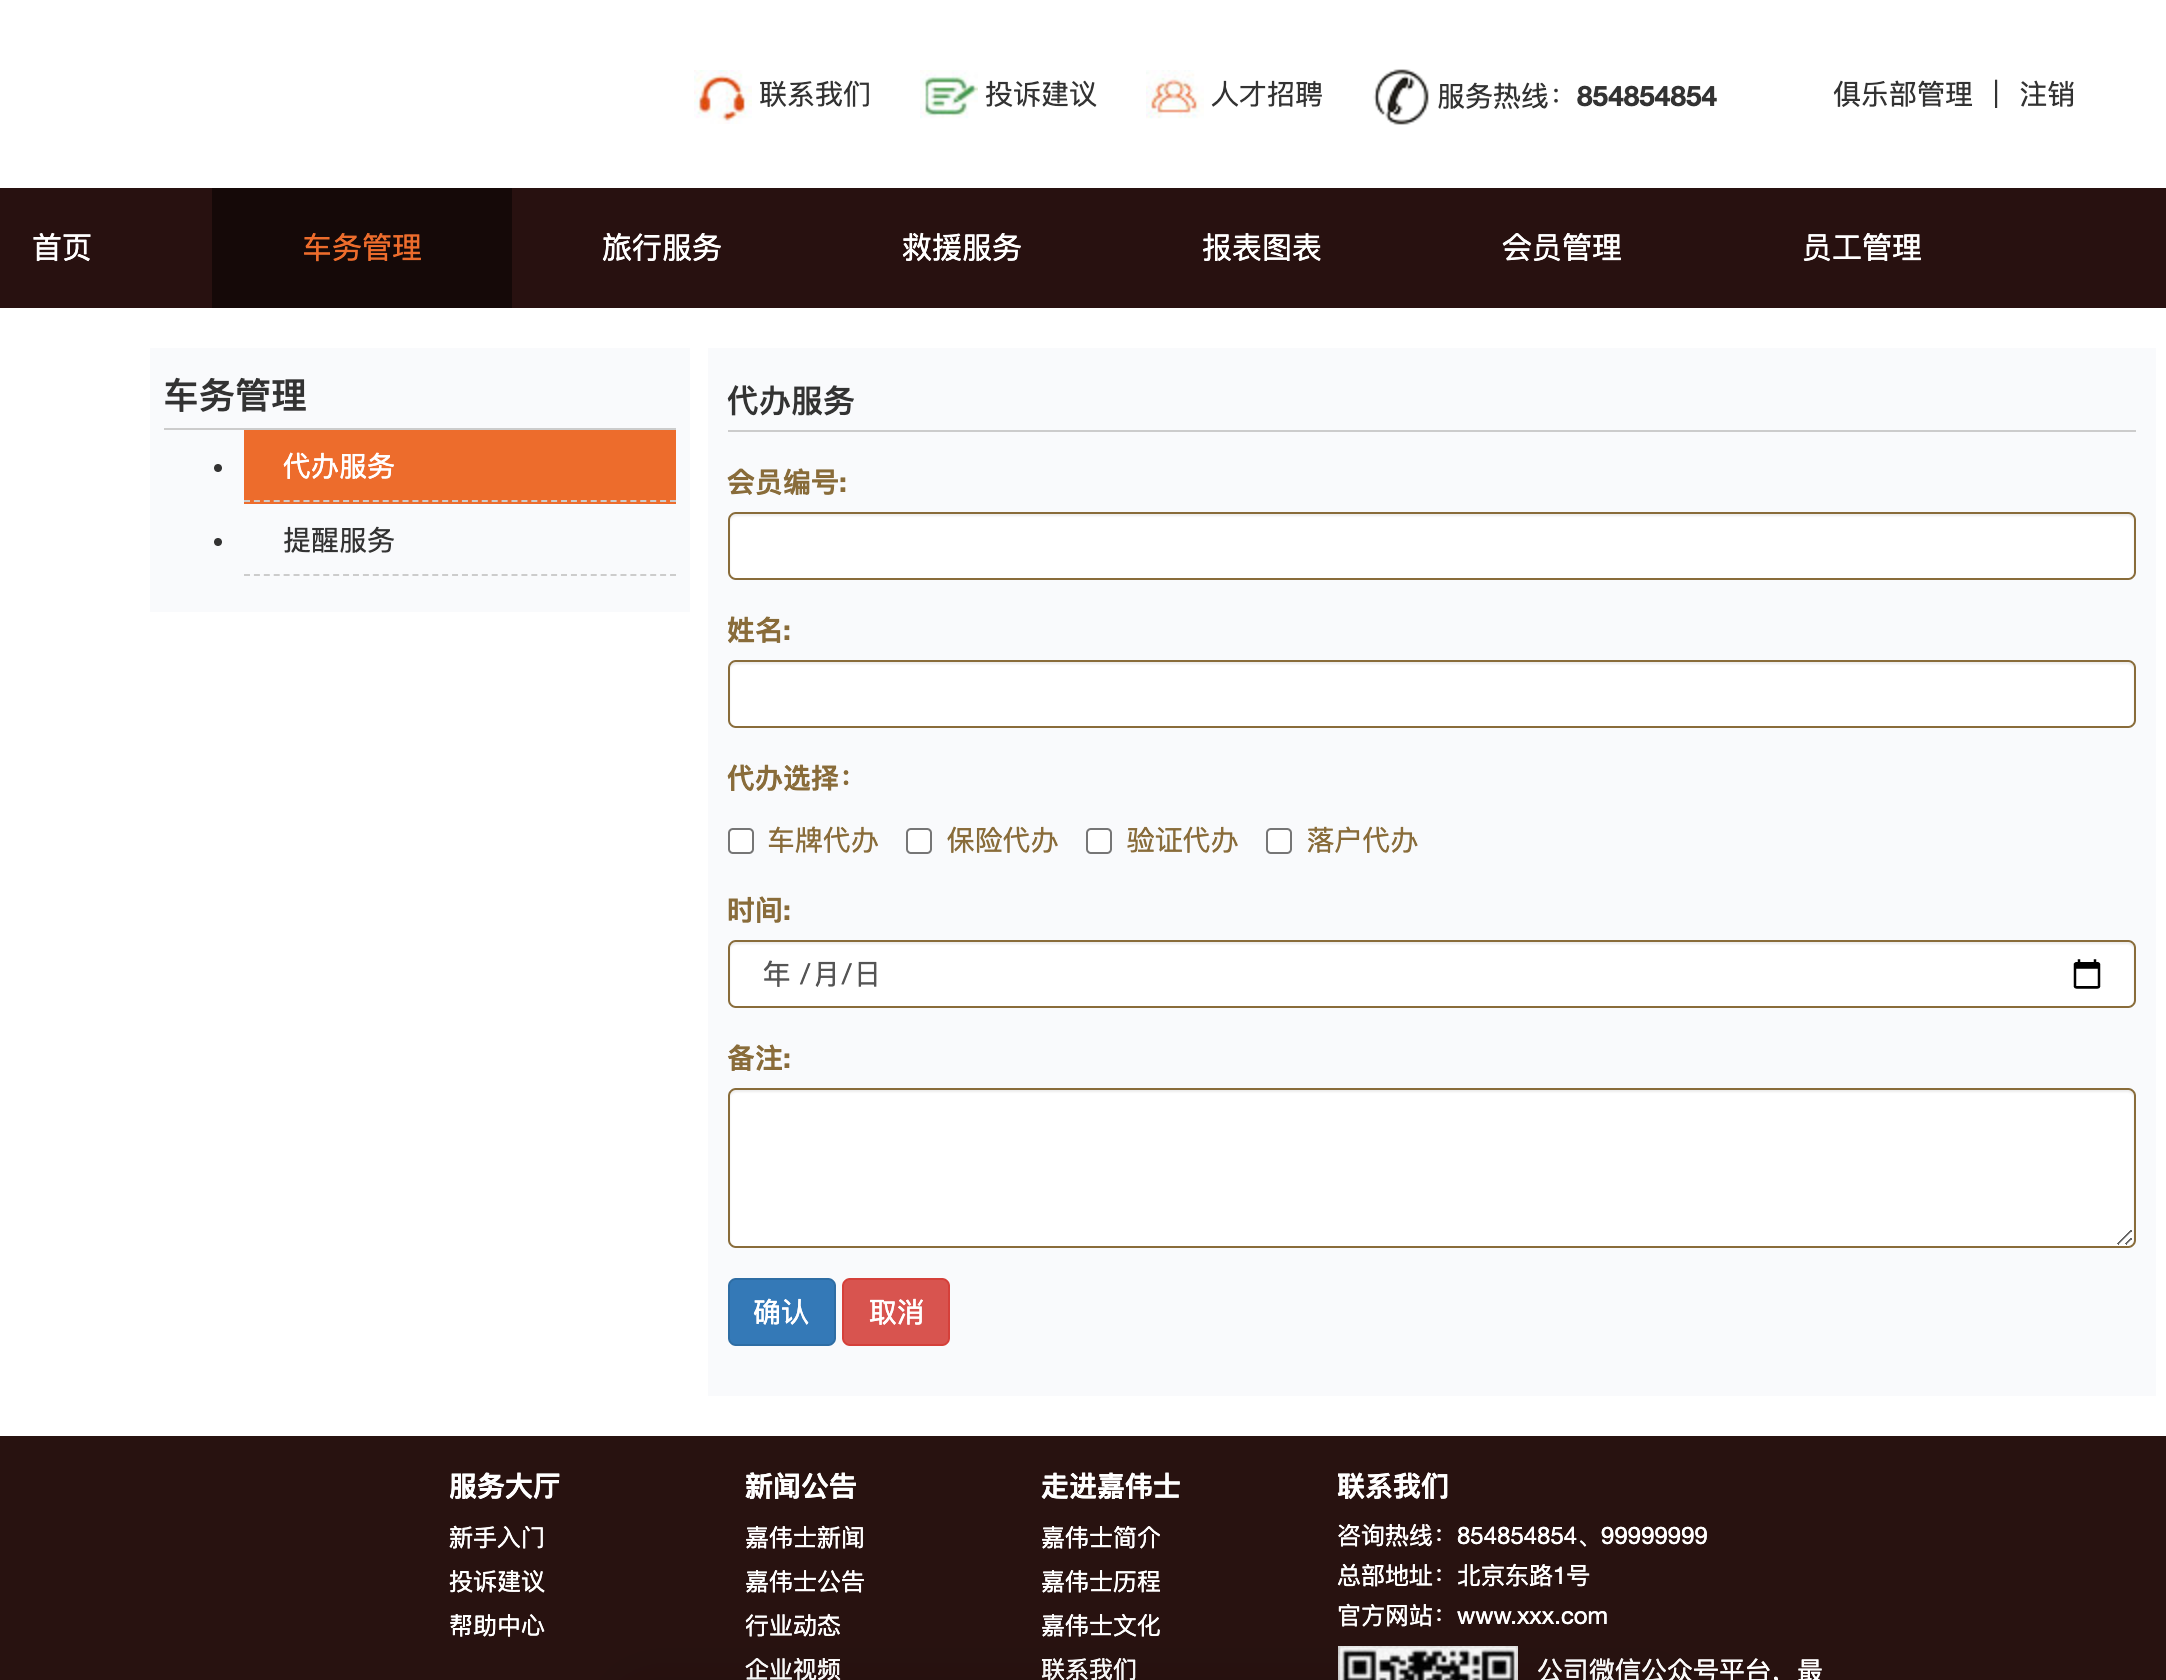 联系我们 投诉建议 人才招聘 服务热线：854854854 俱乐部管理 | 注销
首页 车务管理 旅行服务 救援服务 报表图表 会员管理 员工管理
车务管理
代办服务
提醒服务
代办服务
会员编号:
姓名:
代办选择：
车牌代办 保险代办 验证代办 落户代办
时间:
年 /月/日
备注:
确认 取消
服务大厅
新手入门
投诉建议
帮助中心
新闻公告
嘉伟士新闻
嘉伟士公告
行业动态
企业视频
走进嘉伟士
嘉伟士简介
嘉伟士历程
嘉伟士文化
联系我们
联系我们
咨询热线：854854854、99999999
总部地址：北京东路1号
官方网站：www.xxx.com
公司微信公众号平台，最